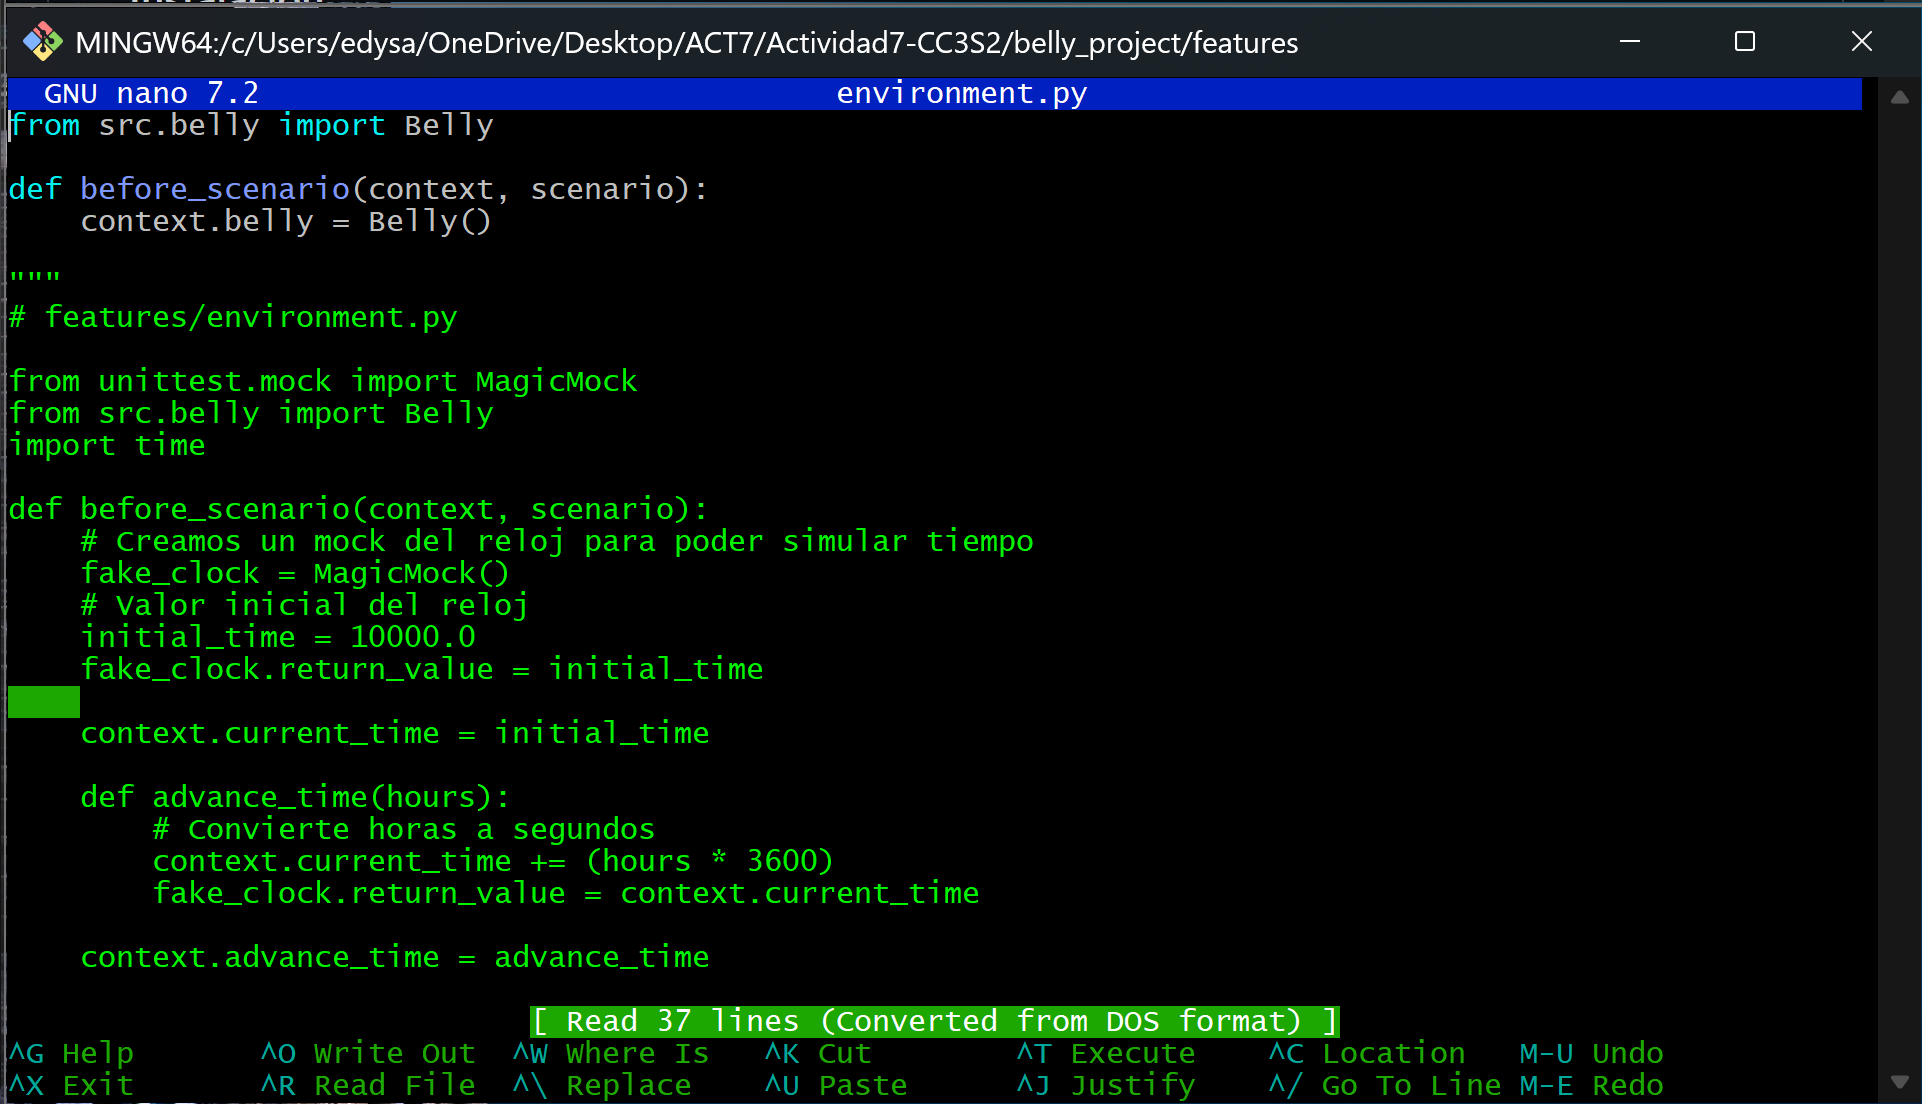 MINGW64:/c/Users/edysa/OneDrive/Desktop/ACT7/Actividad7-CC3S2/belly_project/features
GNU nano 7.2 environment.py
from src.belly import Belly

def before_scenario(context, scenario):
    context.belly = Belly()

"""
# features/environment.py

from unittest.mock import MagicMock
from src.belly import Belly
import time

def before_scenario(context, scenario):
    # Creamos un mock del reloj para poder simular tiempo
    fake_clock = MagicMock()
    # Valor inicial del reloj
    initial_time = 10000.0
    fake_clock.return_value = initial_time

    context.current_time = initial_time

    def advance_time(hours):
        # Convierte horas a segundos
        context.current_time += (hours * 3600)
        fake_clock.return_value = context.current_time

    context.advance_time = advance_time

[ Read 37 lines (Converted from DOS format) ]
^G Help ^O Write Out ^W Where Is ^K Cut ^T Execute ^C Location M-U Undo
^X Exit ^R Read File ^\ Replace ^U Paste ^J Justify ^/ Go To Line M-E Redo